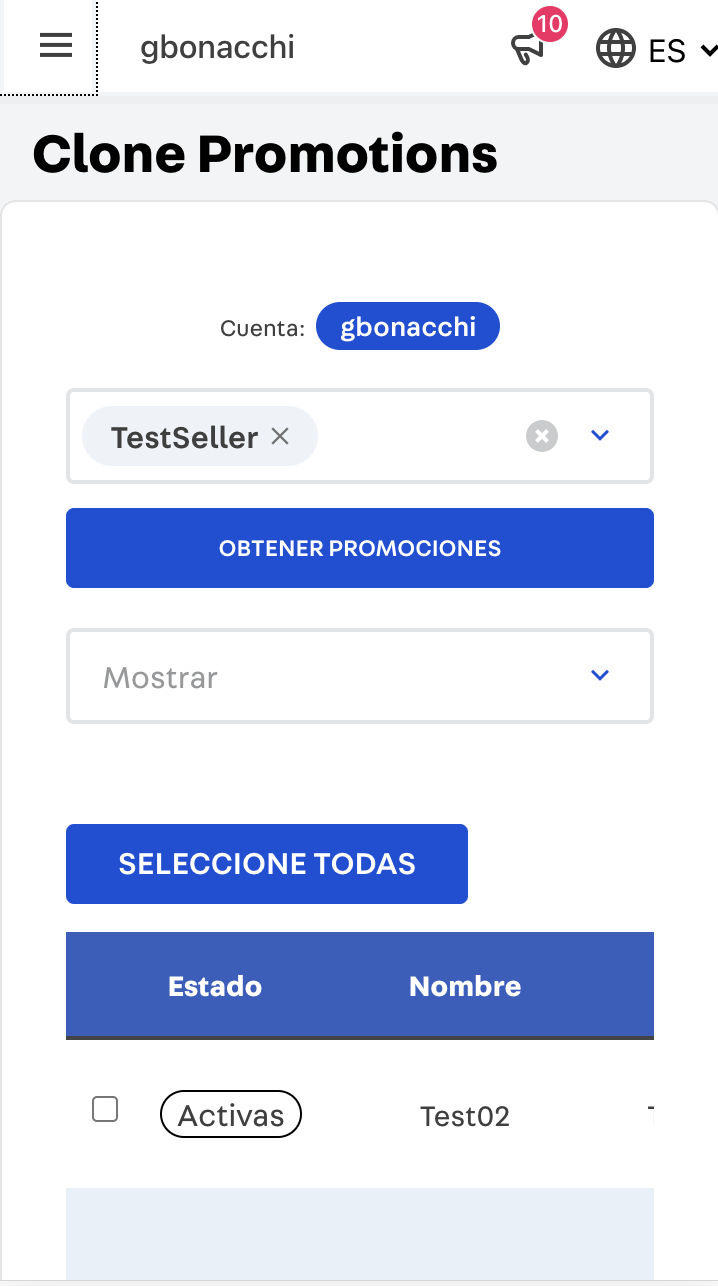 gbonacchi
10
ES
Clone Promotions
Cuenta: gbonacchi
TestSeller
OBTENER PROMOCIONES
Mostrar
SELECCIONE TODAS
Estado Nombre
Activas Test02